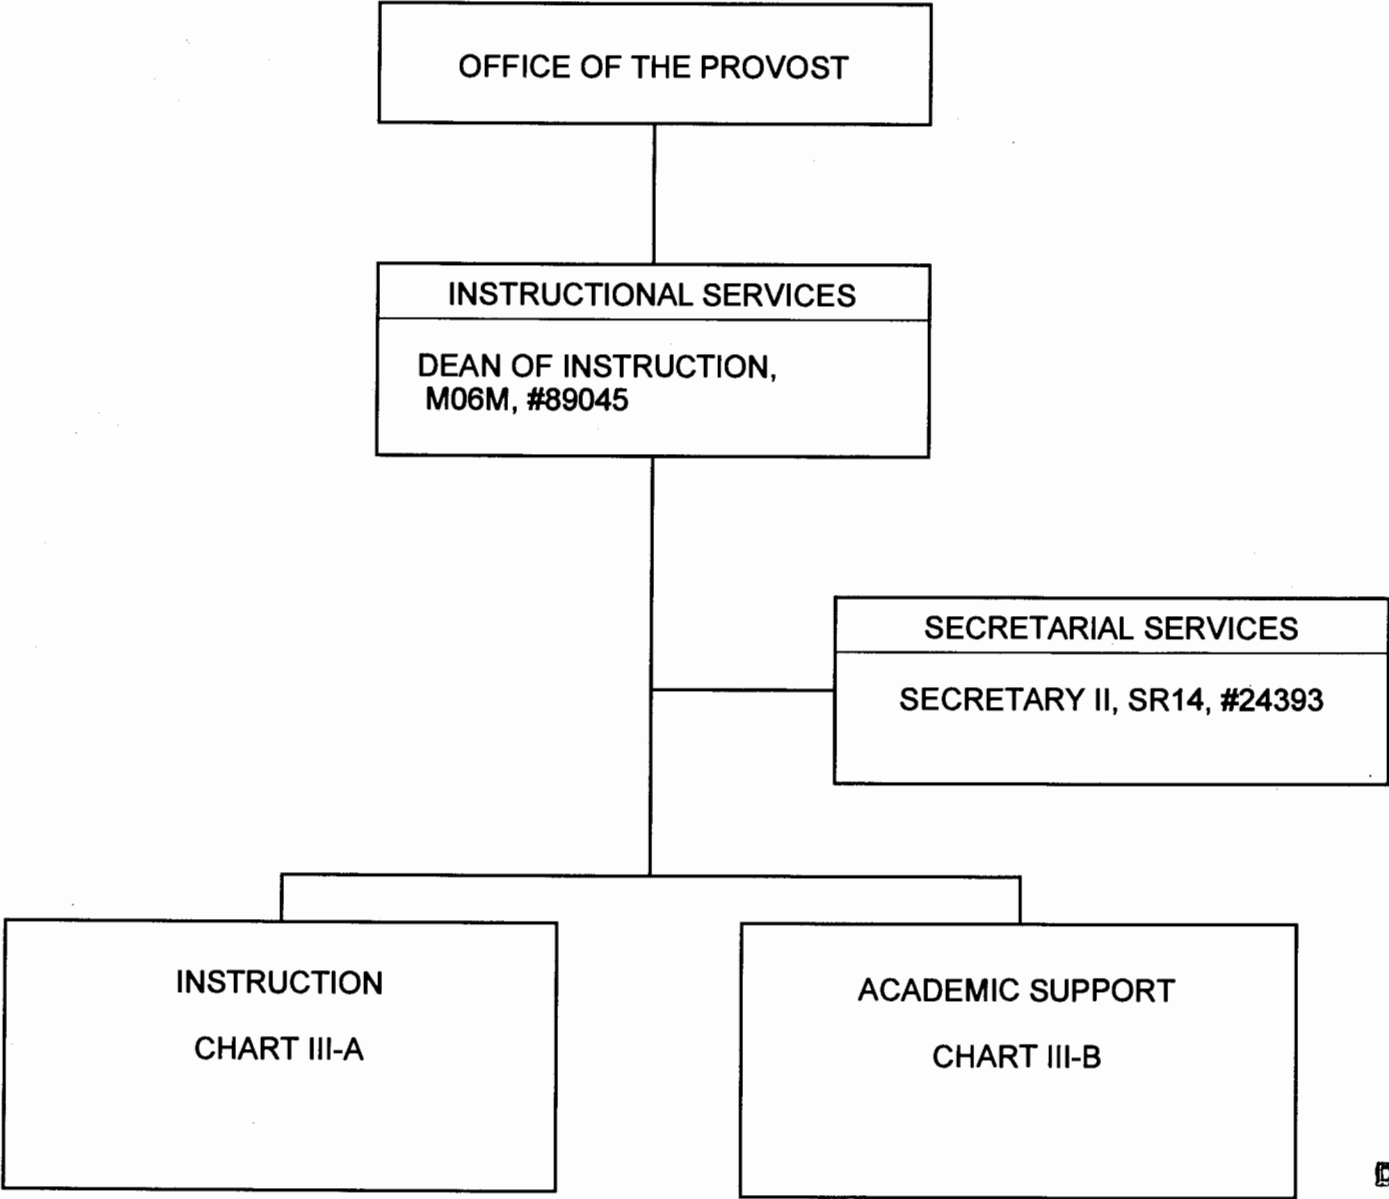 OFFICE OF THE PROVOST
INSTRUCTIONAL SERVICES
DEAN OF INSTRUCTION,
M06M, #89045
SECRETARIAL SERVICES
SECRETARY II, SR14, #24393
INSTRUCTION
CHART III-A
ACADEMIC SUPPORT
CHART III-B